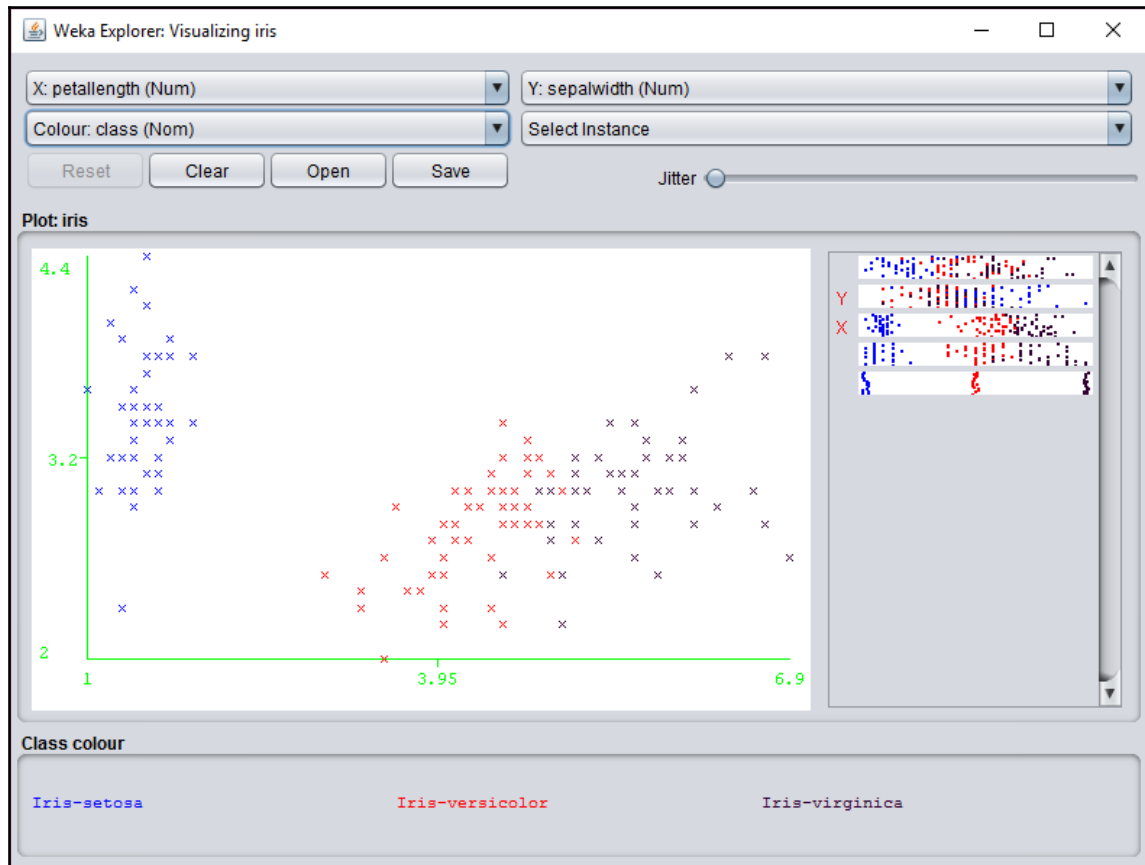 Weka Explorer: Visualizing iris
X: petallength (Num)
Y: sepalwidth (Num)
Colour: class (Nom)
Select Instance
Reset
Clear
Open
Save
Jitter
Plot: iris
4.4
3.2
2
1
3.95
6.9
Y
X
Class colour
Iris-setosa
Iris-versicolor
Iris-virginica